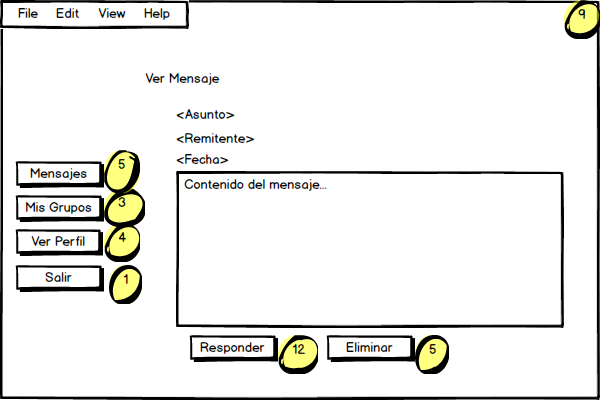 File Edit View Help
9
Ver Mensaje
<Asunto>
<Remitente>
<Fecha>
Mensajes 5
Mis Grupos 3
Ver Perfil 4
Salir 1
Contenido del mensaje...
Responder 12 Eliminar 5